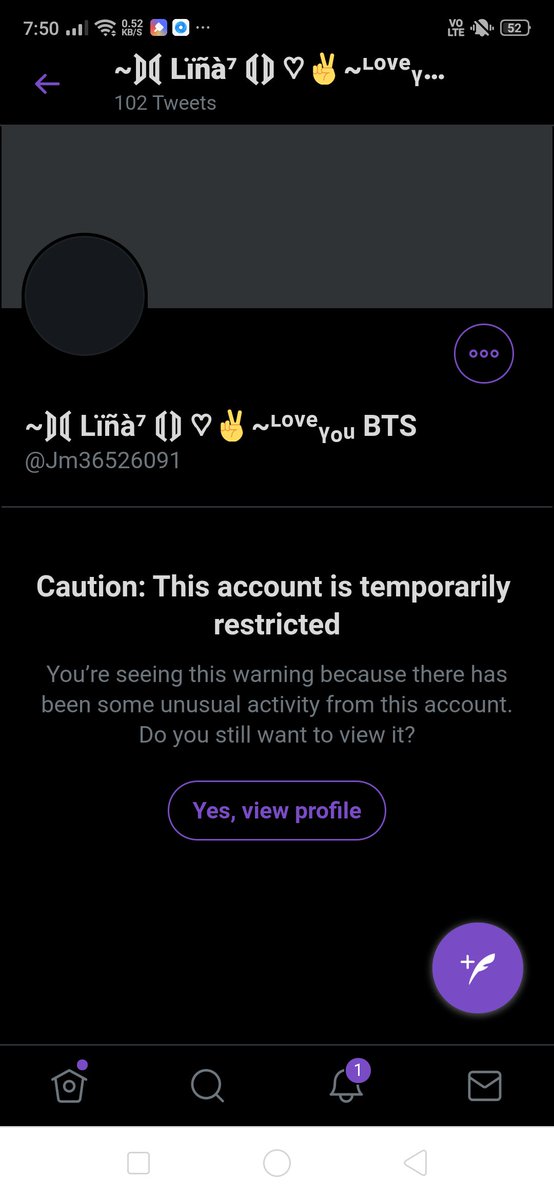 7:50 0.52 KB/S ... VO LTE 52
~)|( Lïñà⁷ (|) ♡ ✌ ~ᴸᵒᵛᵉᵧ...
102 Tweets
~)|( Lïñà⁷ (|) ♡ ✌ ~ᴸᵒᵛᵉᵧₒᵤ BTS
@Jm36526091
Caution: This account is temporarily
restricted
You’re seeing this warning because there has
been some unusual activity from this account.
Do you still want to view it?
Yes, view profile
1